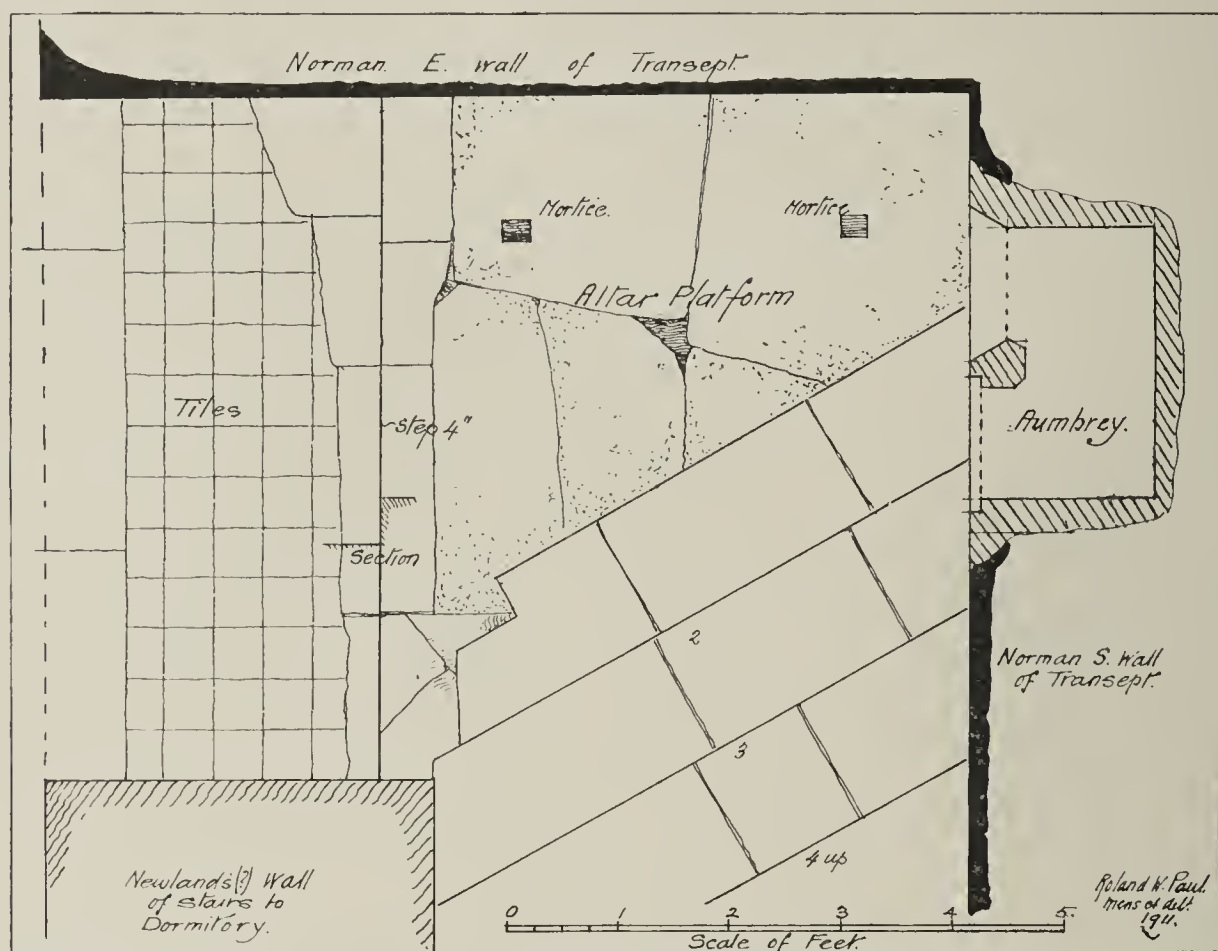 Norman E. Wall of Transept.
Mortice.
Mortice
Altar Platform
Tiles
Step 4"
Aumbrey.
Section
2
Norman S. Wall
of Transept.
3
4 up
Newland's (?) Wall
of stairs to
Dormitory.
Roland W. Paul.
mens et delt.
1911.
0 1 2 3 4 5.
Scale of Feet.